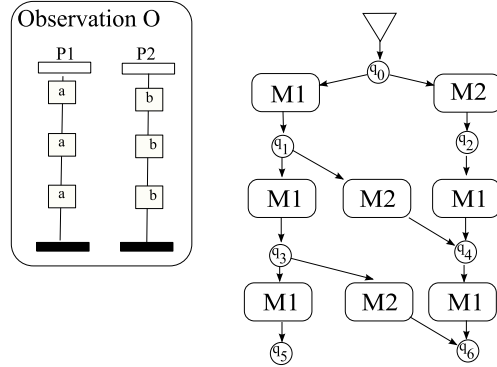 Observation O
P1 P2
a b
a b
a b
q0
M1 M2
q1 q2
M1 M2 M1
q3 q4
M1 M2 M1
q5 q6